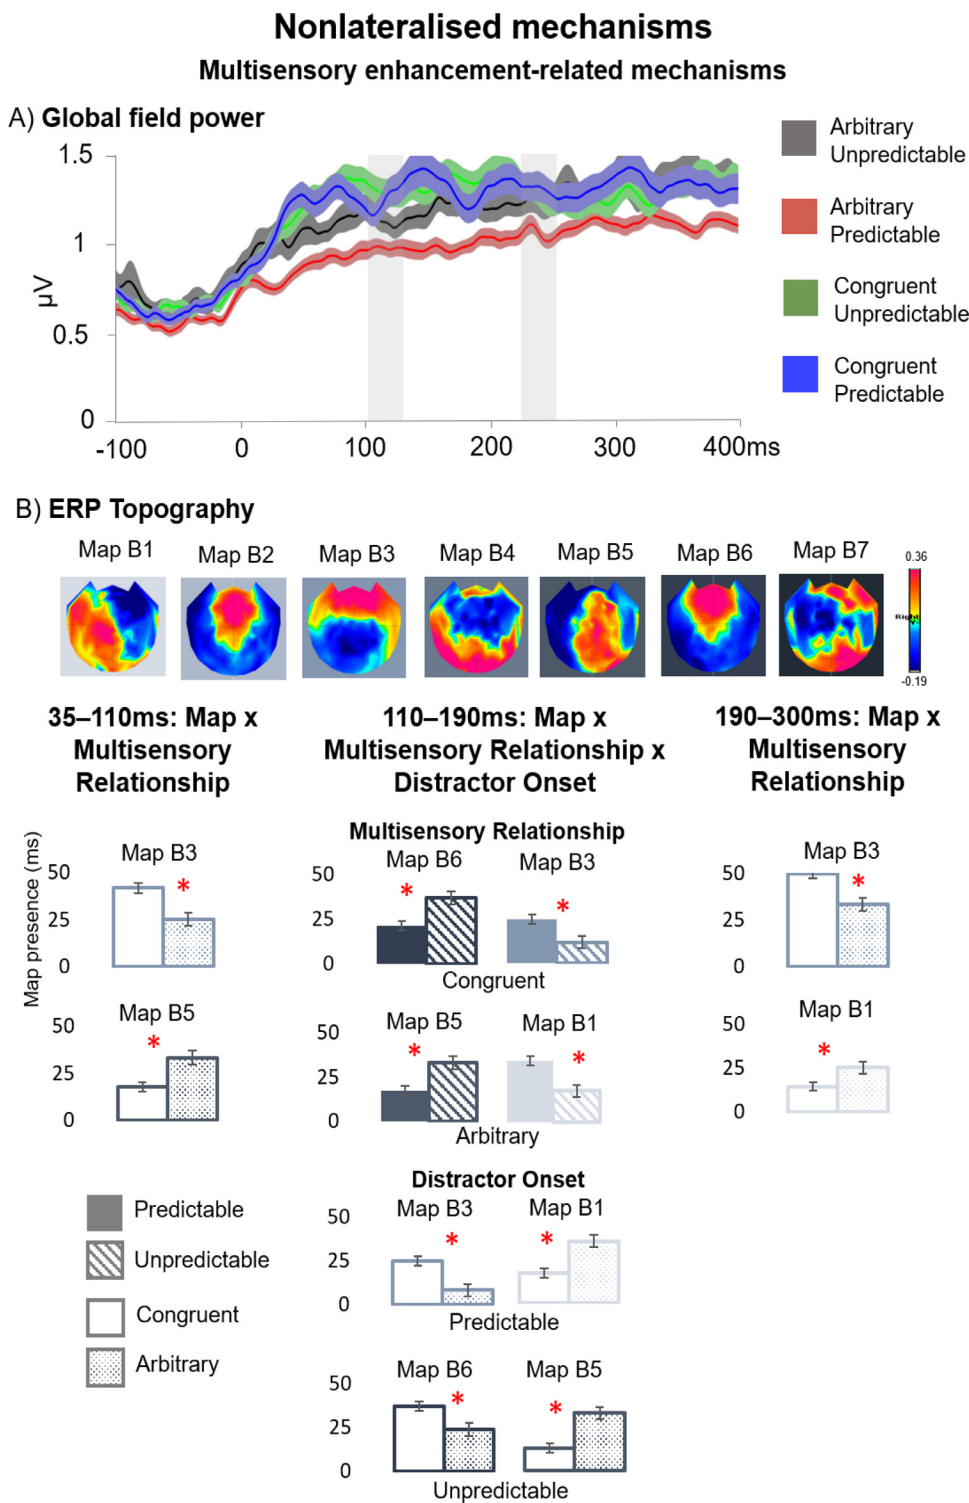 Nonlateralised mechanisms
Multisensory enhancement-related mechanisms
A) Global field power
1.5
1
0.5
0
μV
-100
0
100
200
300
400ms
Arbitrary
Unpredictable
Arbitrary
Predictable
Congruent
Unpredictable
Congruent
Predictable
B) ERP Topography
Map B1
Map B2
Map B3
Map B4
Map B5
Map B6
Map B7
0.36
Right
-0.19
35–110ms: Map x
Multisensory
Relationship
110–190ms: Map x
Multisensory Relationship x
Distractor Onset
190–300ms: Map x
Multisensory
Relationship
Map presence (ms)
Map B3
50
*
25
0
Map B5
50
*
25
0
Multisensory Relationship
Map B6
Map B3
50
*
*
25
0
Congruent
Map B5
Map B1
50
*
*
25
0
Arbitrary
Distractor Onset
Map B3
Map B1
50
*
*
25
0
Predictable
Map B6
Map B5
50
*
*
25
0
Unpredictable
Map B3
50
*
25
0
Map B1
50
*
25
0
Predictable
Unpredictable
Congruent
Arbitrary